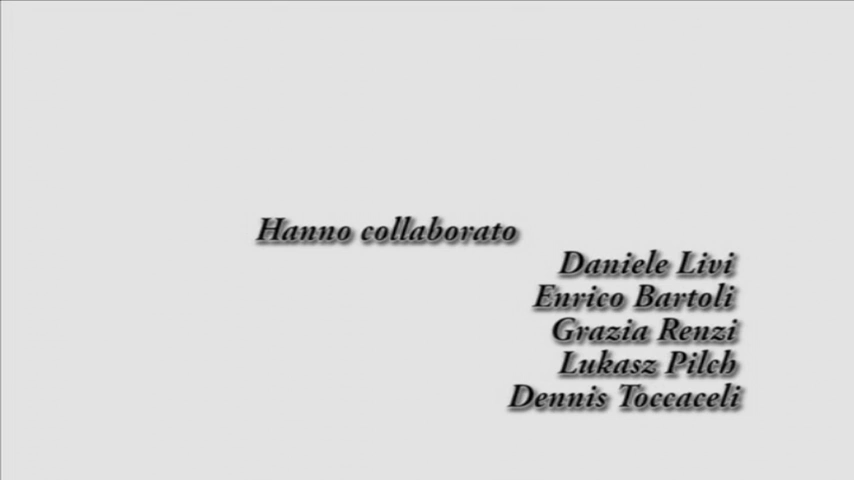 Hanno collaborato
Daniele Livi
Enrico Bartoli
Grazia Renzi
Lukasz Pilch
Dennis Toccaceli